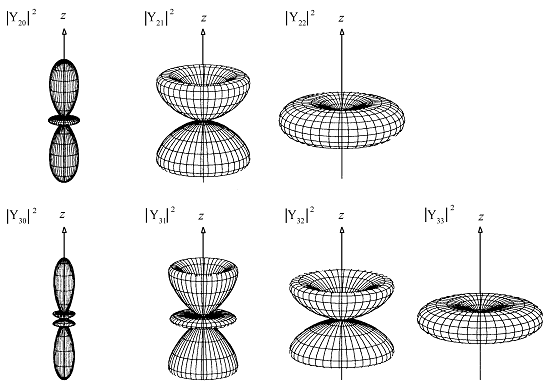 |Y₂₀|² z |Y₂₁|² z |Y₂₂|² z
|Y₃₀|² z |Y₃₁|² z |Y₃₂|² z |Y₃₃|² z